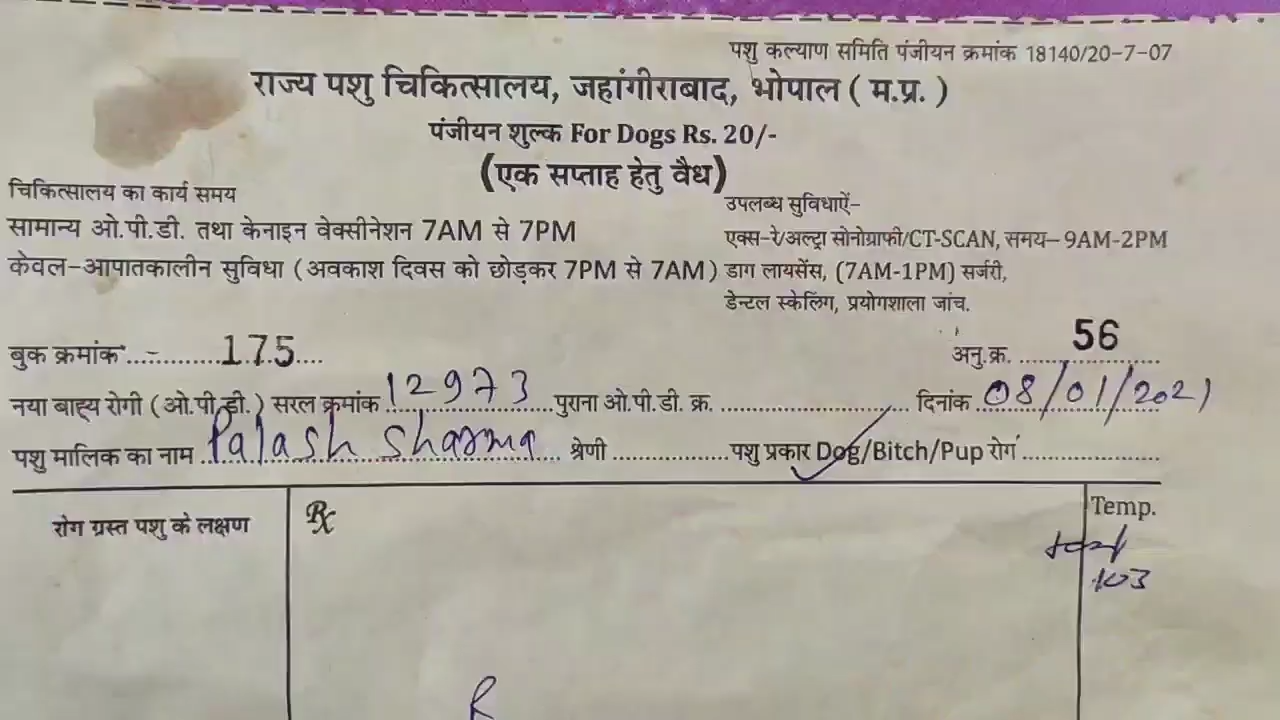 पशु कल्याण समिति पंजीयन क्रमांक 18140/20-7-07
राज्य पशु चिकित्सालय, जहांगीराबाद, भोपाल ( म.प्र. )
पंजीयन शुल्क For Dogs Rs. 20/-
(एक सप्ताह हेतु वैध)
चिकित्सालय का कार्य समय
सामान्य ओ.पी.डी. तथा केनाइन वेक्सीनेशन 7AM से 7PM
केवल–आपातकालीन सुविधा ( अवकाश दिवस को छोड़कर 7PM से 7AM )
उपलब्ध सुविधाऐं–
एक्स-रे/अल्ट्रा सोनोग्राफी/CT-SCAN, समय– 9AM-2PM
डाग लायसेंस, (7AM-1PM) सर्जरी,
डेन्टल स्केलिंग, प्रयोगशाला जांच.
बुक क्रमांक 175 अनु.क्र. 56
नया बाह्य रोगी ( ओ.पी.डी. ) सरल क्रमांक 12973 पुराना ओ.पी.डी. क्र. दिनांक 08/01/2021
पशु मालिक का नाम Palash Sharma श्रेणी पशु प्रकार Dog/Bitch/Pup रोग
रोग ग्रस्त पशु के लक्षण Rx Temp.
103
R